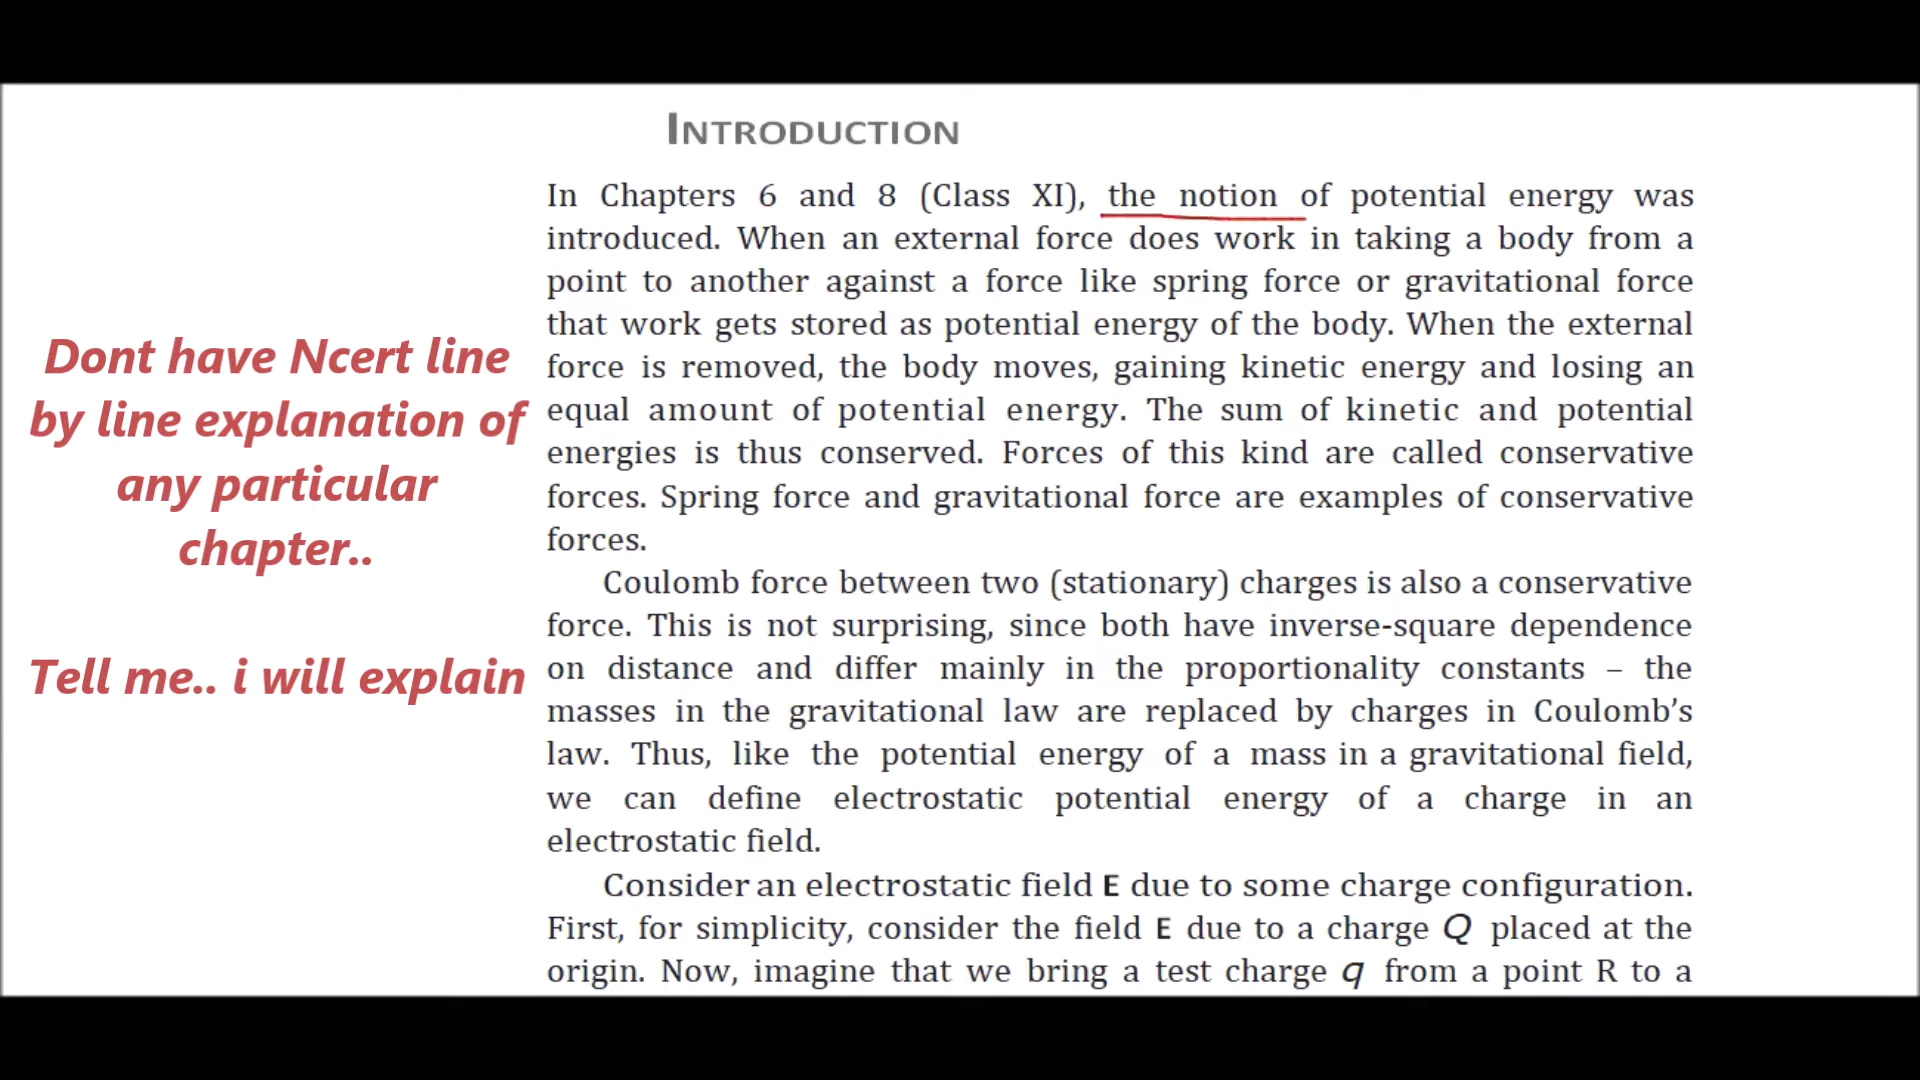 INTRODUCTION
In Chapters 6 and 8 (Class XI), the notion of potential energy was
introduced. When an external force does work in taking a body from a
point to another against a force like spring force or gravitational force
that work gets stored as potential energy of the body. When the external
force is removed, the body moves, gaining kinetic energy and losing an
equal amount of potential energy. The sum of kinetic and potential
energies is thus conserved. Forces of this kind are called conservative
forces. Spring force and gravitational force are examples of conservative
forces.
Coulomb force between two (stationary) charges is also a conservative
force. This is not surprising, since both have inverse-square dependence
on distance and differ mainly in the proportionality constants – the
masses in the gravitational law are replaced by charges in Coulomb’s
law. Thus, like the potential energy of a mass in a gravitational field,
we can define electrostatic potential energy of a charge in an
electrostatic field.
Consider an electrostatic field E due to some charge configuration.
First, for simplicity, consider the field E due to a charge Q placed at the
origin. Now, imagine that we bring a test charge q from a point R to a
Dont have Ncert line
by line explanation of
any particular
chapter..
Tell me.. i will explain